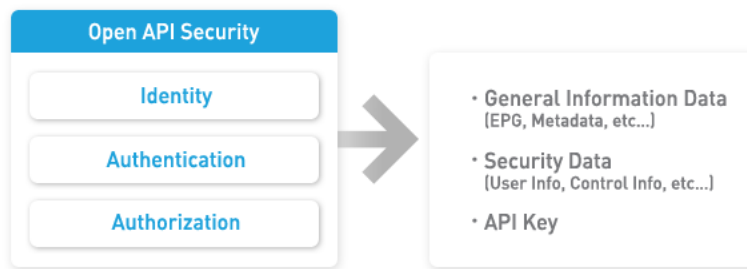 Open API Security
Identity
Authentication
Authorization
· General Information Data
(EPG, Metadata, etc...)
· Security Data
(User Info, Control Info, etc...)
· API Key